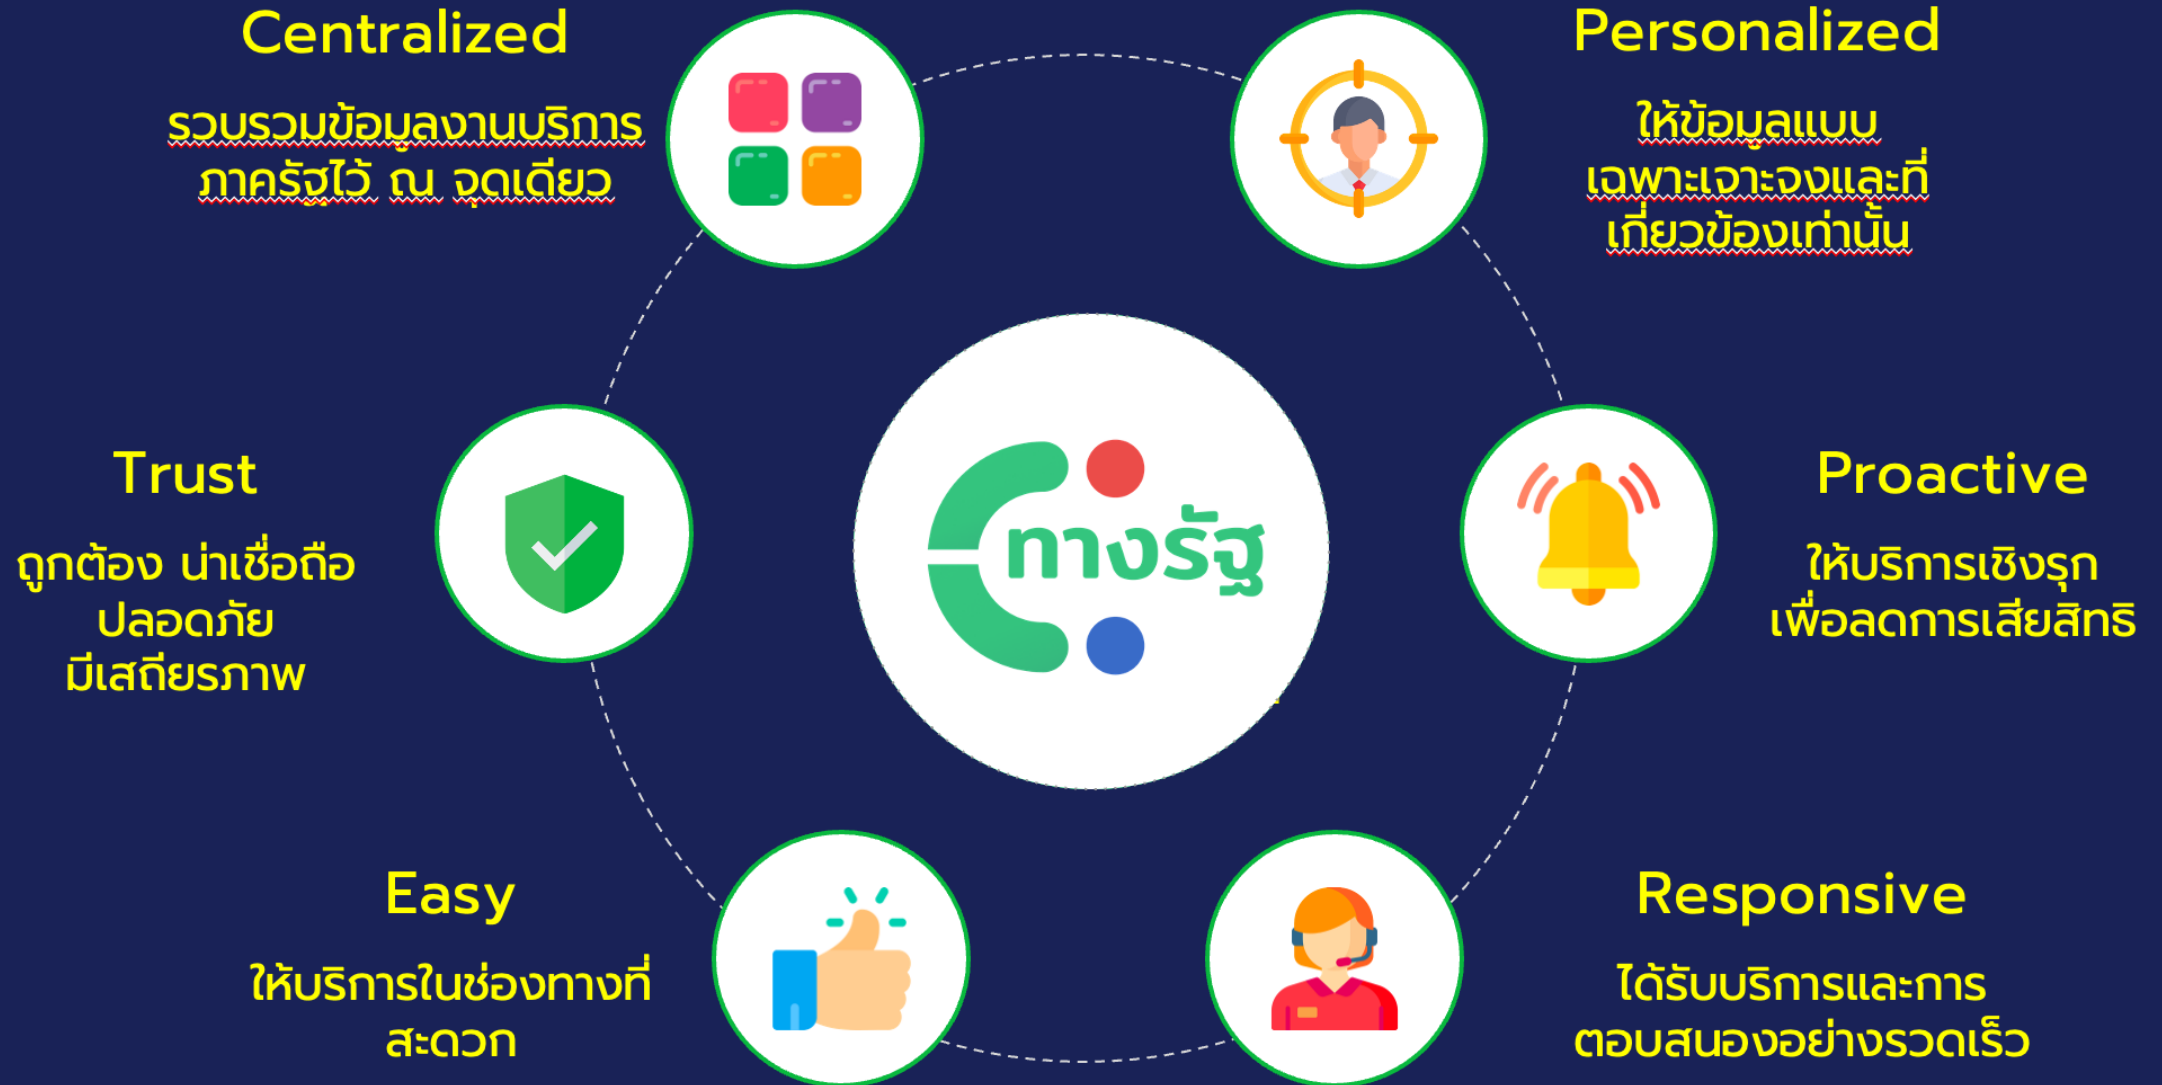 Centralized
รวบรวมข้อมูลงานบริการ
ภาครัฐไว้ ณ จุดเดียว
Personalized
ให้ข้อมูลแบบ
เฉพาะเจาะจงและที่
เกี่ยวข้องเท่านั้น
Trust
ถูกต้อง น่าเชื่อถือ
ปลอดภัย
มีเสถียรภาพ
ทางรัฐ
Proactive
ให้บริการเชิงรุก
เพื่อลดการเสียสิทธิ
Easy
ให้บริการในช่องทางที่
สะดวก
Responsive
ได้รับบริการและการ
ตอบสนองอย่างรวดเร็ว